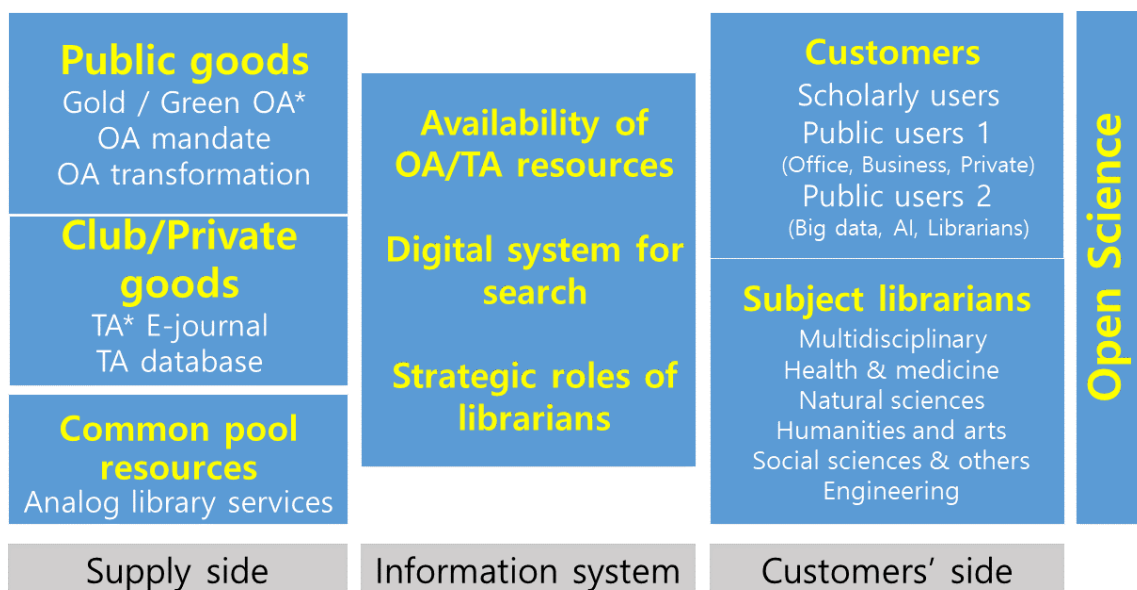 Public goods
Gold / Green OA*
OA mandate
OA transformation
Club/Private
goods
TA* E-journal
TA database
Common pool
resources
Analog library services
Supply side
Availability of
OA/TA resources
Digital system for
search
Strategic roles of
librarians
Information system
Customers
Scholarly users
Public users 1
(Office, Business, Private)
Public users 2
(Big data, AI, Librarians)
Subject librarians
Multidisciplinary
Health & medicine
Natural sciences
Humanities and arts
Social sciences & others
Engineering
Customers’ side
Open Science